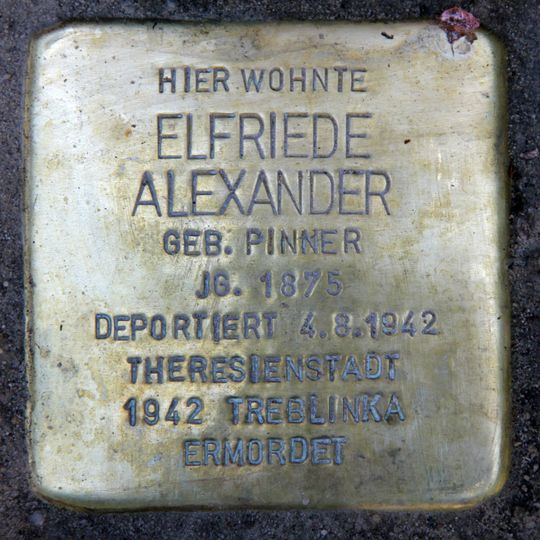 HIER WOHNTE
ELFRIEDE
ALEXANDER
GEB. PINNER
JG. 1875
DEPORTIERT 4.8.1942
THERESIENSTADT
1942 TREBLINKA
ERMORDET